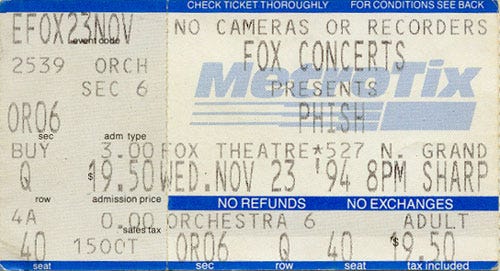 CHECK TICKET THOROUGHLY FOR CONDITIONS SEE BACK
EFOX23NOV NO CAMERAS OR RECORDERS
event code
2539 ORCH FOX CONCERTS
MetroTix
SEC 6 PRESENTS
OR06 PHISH
sec adm type
BUY 3.00 FOX THEATRE*527 N. GRAND
Q $19.50 WED.NOV 23 '94 8PM SHARP
row admission price NO REFUNDS NO EXCHANGES
4A 0.00 ORCHESTRA 6 ADULT
*sales tax
40 15OCT OR06 Q 40 $19.50
seat sec row seat tax included